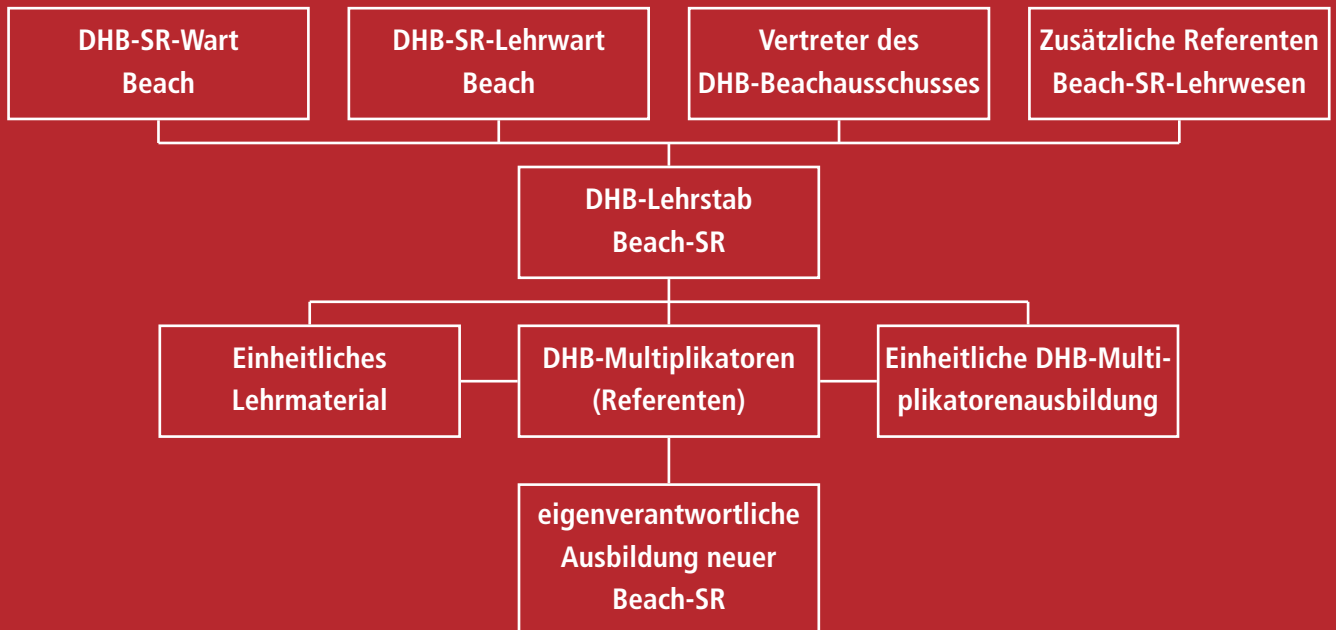 DHB-SR-Wart
Beach
DHB-SR-Lehrwart
Beach
Vertreter des
DHB-Beachausschusses
Zusätzliche Referenten
Beach-SR-Lehrwesen
DHB-Lehrstab
Beach-SR
Einheitliches
Lehrmaterial
DHB-Multiplikatoren
(Referenten)
Einheitliche DHB-Multi-
plikatorenausbildung
eigenverantwortliche
Ausbildung neuer
Beach-SR